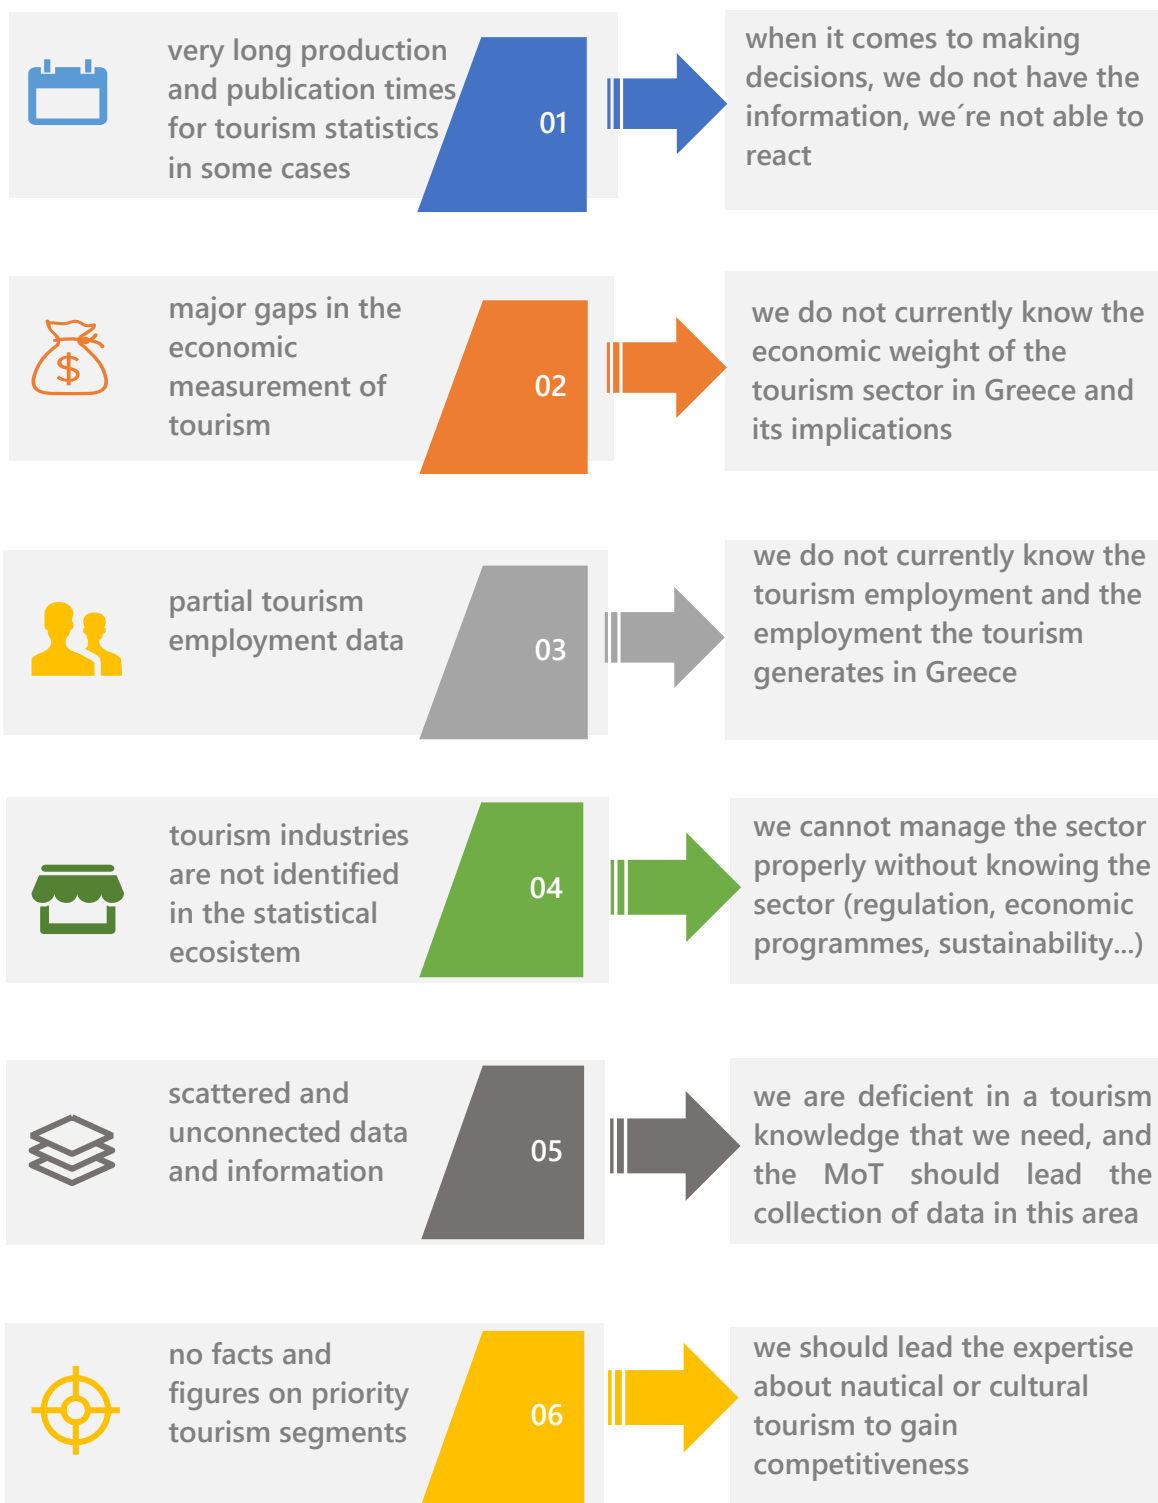 very long production
and publication times
for tourism statistics
in some cases
01
when it comes to making
decisions, we do not have the
information, we´re not able to
react
major gaps in the
economic
measurement of
tourism
$
02
we do not currently know the
economic weight of the
tourism sector in Greece and
its implications
partial tourism
employment data
03
we do not currently know the
tourism employment and the
employment the tourism
generates in Greece
tourism industries
are not identified
in the statistical
ecosistem
04
we cannot manage the sector
properly without knowing the
sector (regulation, economic
programmes, sustainability...)
scattered and
unconnected data
and information
05
we are deficient in a tourism
knowledge that we need, and
the MoT should lead the
collection of data in this area
no facts and
figures on priority
tourism segments
06
we should lead the expertise
about nautical or cultural
tourism to gain
competitiveness